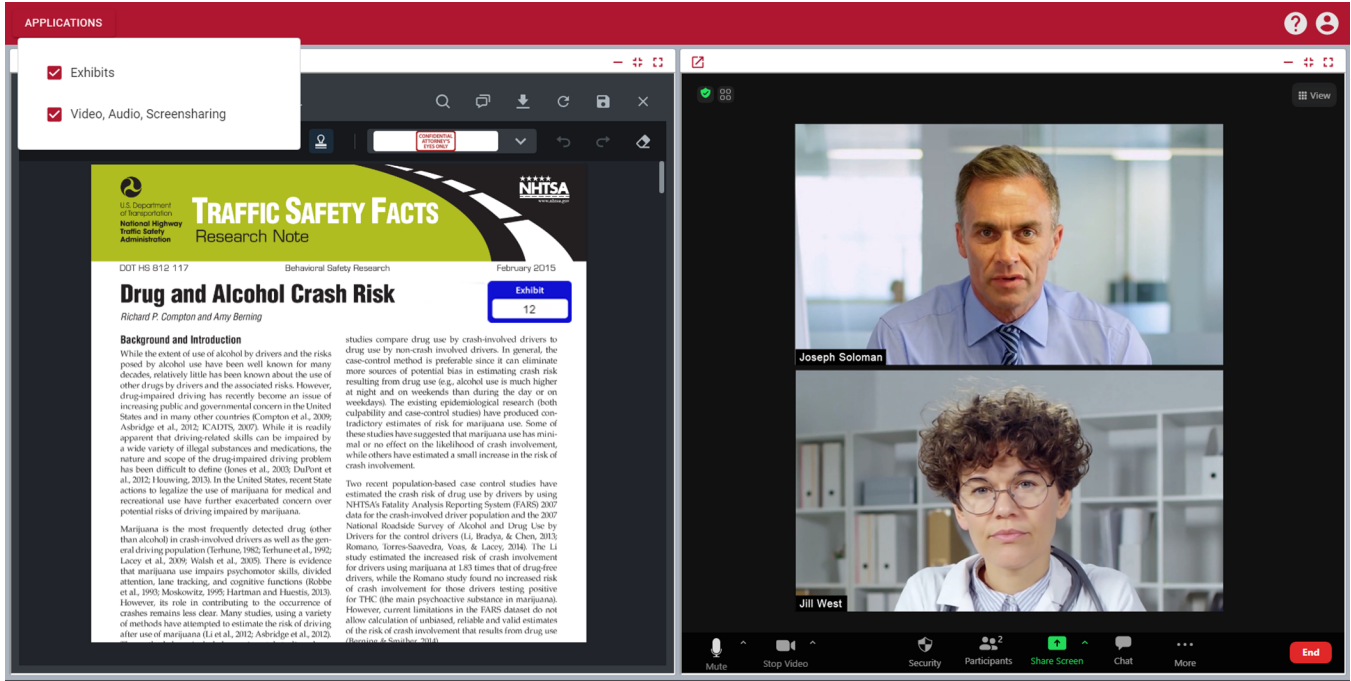 APPLICATIONS
Exhibits
Video, Audio, Screensharing
CONFIDENTIAL
ATTORNEY'S
EYES ONLY
U.S. Department
of Transportation
National Highway
Traffic Safety
Administration
TRAFFIC SAFETY FACTS
Research Note
NHTSA
www.nhtsa.gov
DOT HS 812 117 Behavioral Safety Research February 2015
Drug and Alcohol Crash Risk
Richard P. Compton and Amy Berning
Exhibit
12
Background and Introduction
While the extent of use of alcohol by drivers and the risks
posed by alcohol use have been well known for many
decades, relatively little has been known about the use of
other drugs by drivers and the associated risks. However,
drug-impaired driving has recently become an issue of
increasing public and governmental concern in the United
States and in many other countries (Compton et al., 2009;
Asbridge et al., 2012; ICADTS, 2007). While it is readily
apparent that driving-related skills can be impaired by
a wide variety of illegal substances and medications, the
nature and scope of the drug-impaired driving problem
has been difficult to define (Jones et al., 2003; DuPont et
al., 2012; Houwing, 2013). In the United States, recent State
actions to legalize the use of marijuana for medical and
recreational use have further exacerbated concern over
potential risks of driving impaired by marijuana.
Marijuana is the most frequently detected drug (other
than alcohol) in crash-involved drivers as well as the gen-
eral driving population (Terhune, 1982; Terhune et al., 1992;
Lacey et al., 2009; Walsh et al., 2005). There is evidence
that marijuana use impairs psychomotor skills, divided
attention, lane tracking, and cognitive functions (Robbe
et al., 1993; Moskowitz, 1995; Hartman and Huestis, 2013).
However, its role in contributing to the occurrence of
crashes remains less clear. Many studies, using a variety
of methods have attempted to estimate the risk of driving
after use of marijuana (Li et al., 2012; Asbridge et al., 2012).
studies compare drug use by crash-involved drivers to
drug use by non-crash involved drivers. In general, the
case-control method is preferable since it can eliminate
more sources of potential bias in estimating crash risk
resulting from drug use (e.g., alcohol use is much higher
at night and on weekends than during the day or on
weekdays). The existing epidemiological research (both
culpability and case-control studies) have produced con-
tradictory estimates of risk for marijuana use. Some of
these studies have suggested that marijuana use has mini-
mal or no effect on the likelihood of crash involvement,
while others have estimated a small increase in the risk of
crash involvement.
Two recent population-based case control studies have
estimated the crash risk of drug use by drivers by using
NHTSA's Fatality Analysis Reporting System (FARS) 2007
data for the crash-involved driver population and the 2007
National Roadside Survey of Alcohol and Drug Use by
Drivers for the control drivers (Li, Bradya, & Chen, 2013;
Romano, Torres-Saavedra, Voas, & Lacey, 2014). The Li
study estimated the increased risk of crash involvement
for drivers using marijuana at 1.83 times that of drug-free
drivers, while the Romano study found no increased risk
of crash involvement for those drivers testing positive
for THC (the main psychoactive substance in marijuana).
However, current limitations in the FARS dataset do not
allow calculation of unbiased, reliable and valid estimates
of the risk of crash involvement that results from drug use
(Berning & Smither, 2014).
View
Joseph Soloman
Jill West
Mute
Stop Video
Security
Participants
2
Share Screen
Chat
More
End